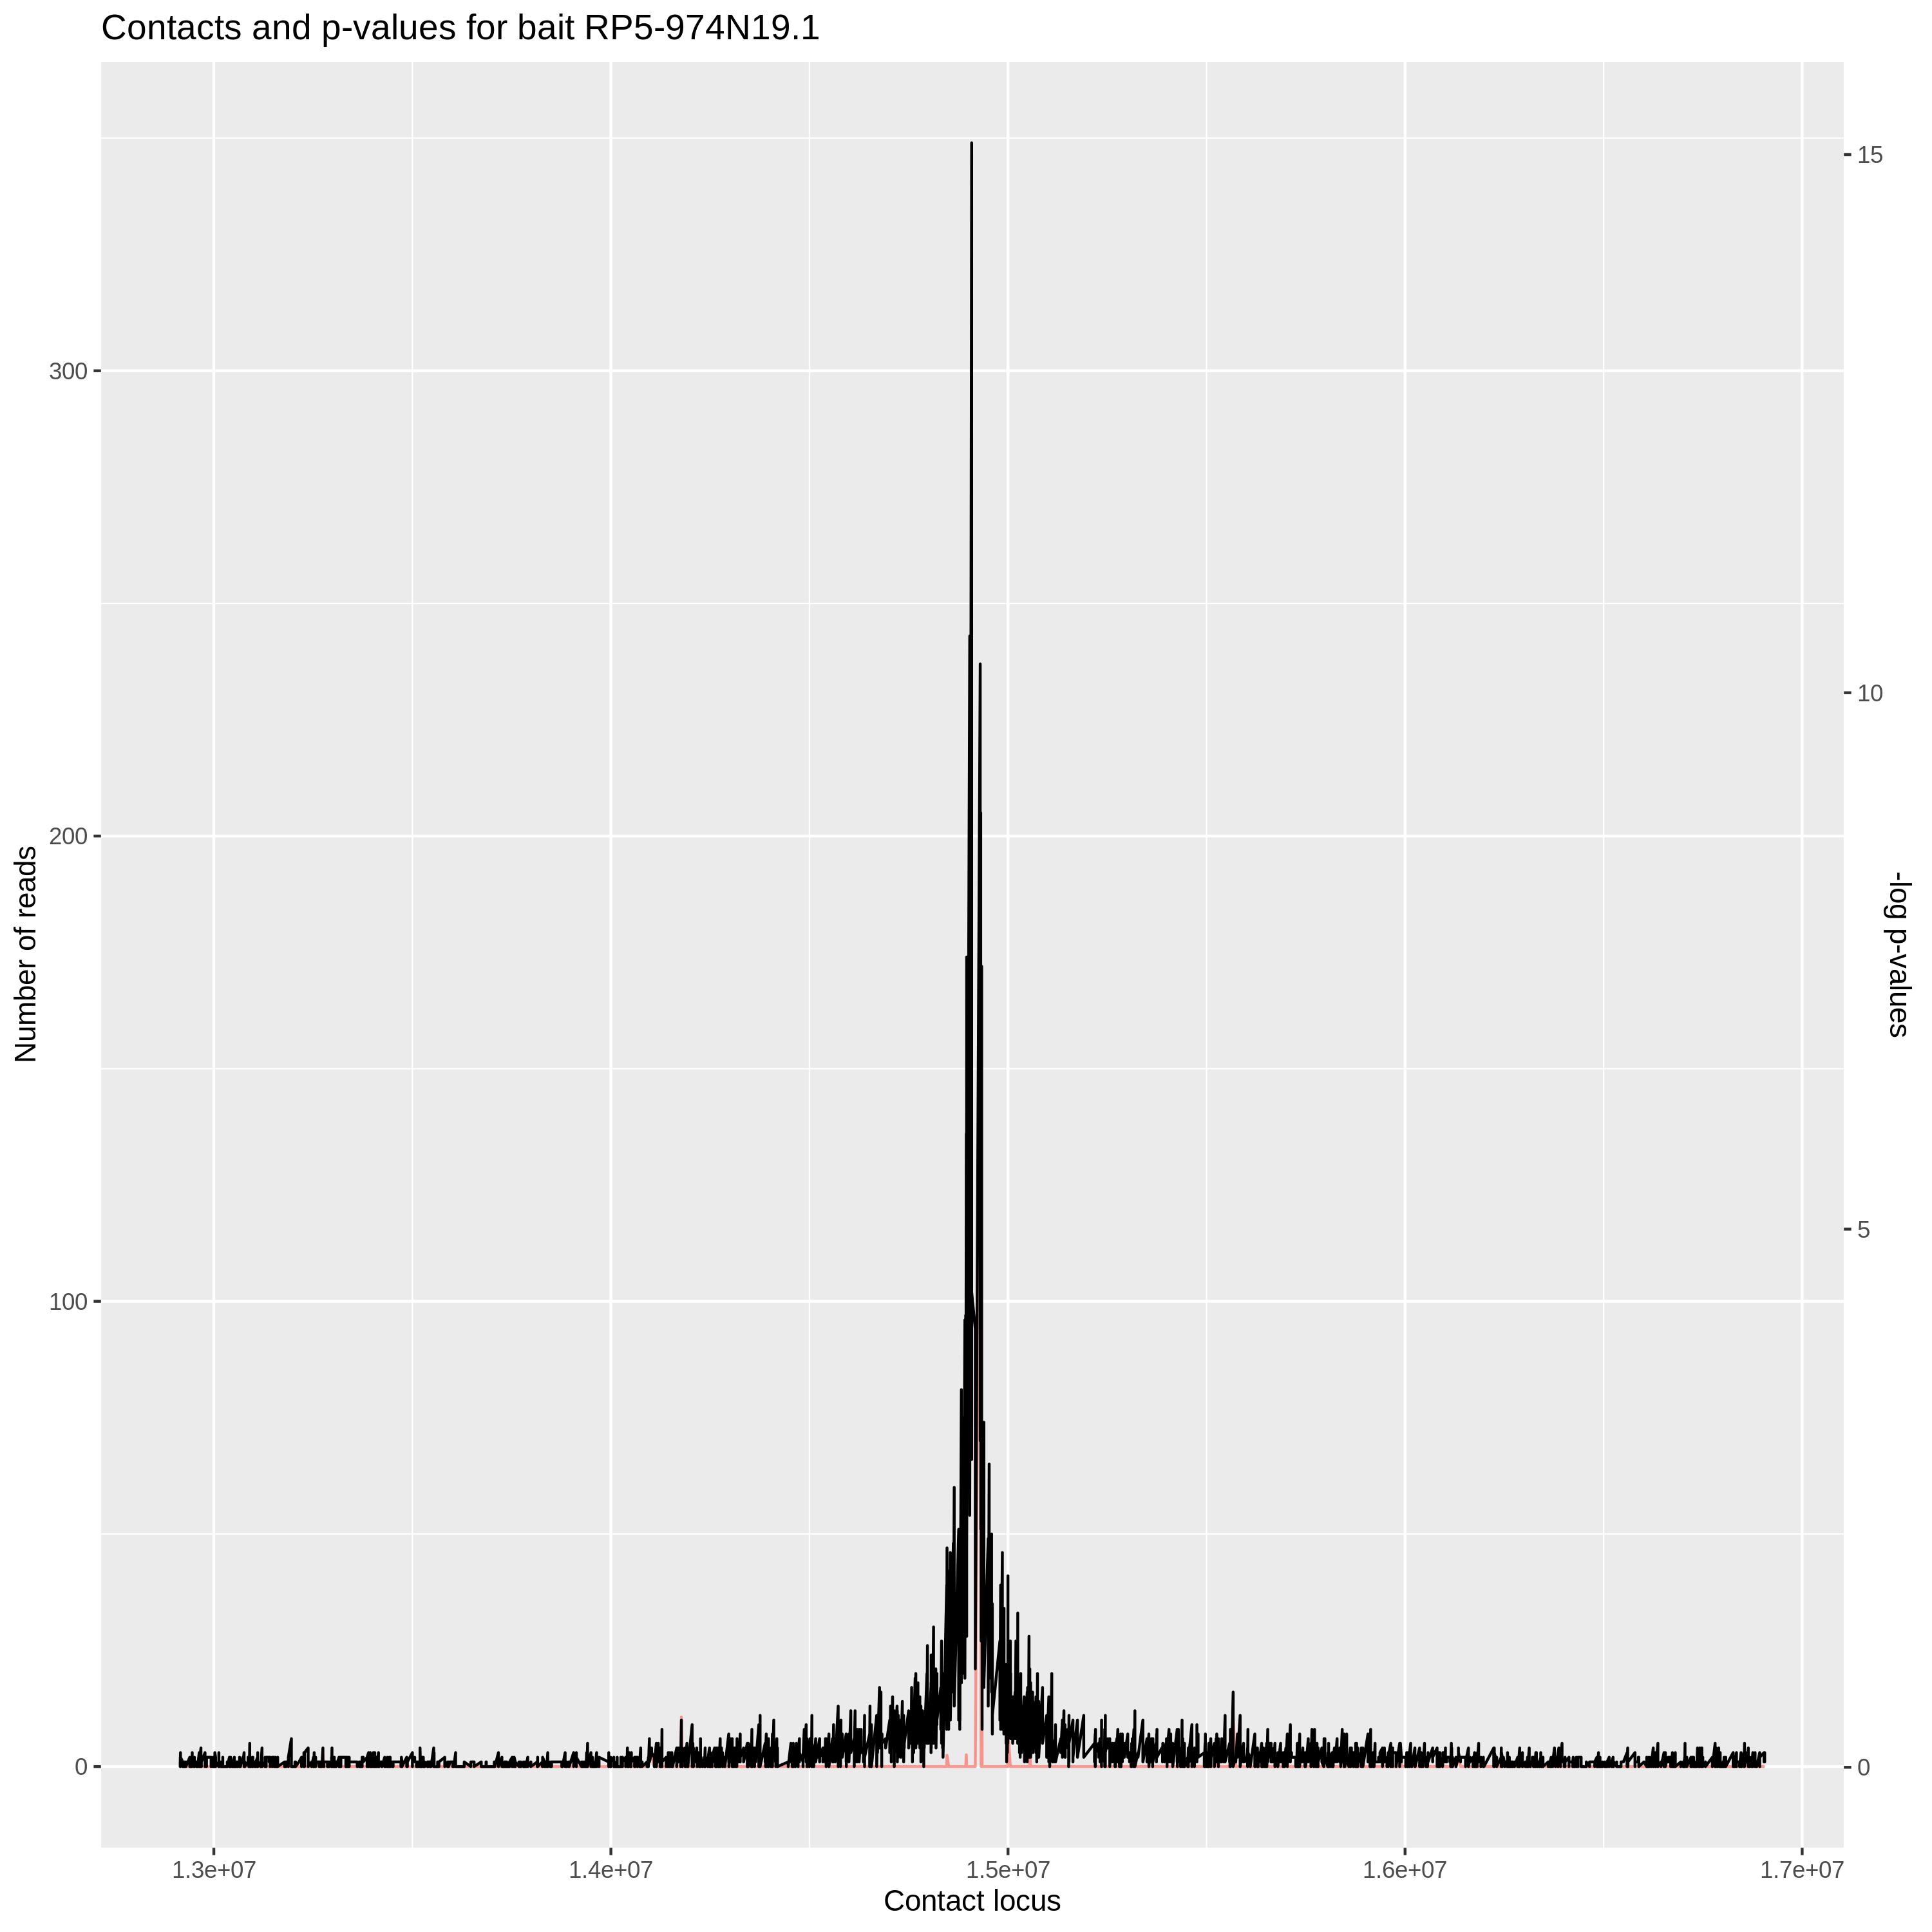 Contacts and p-values for bait RP5-974N19.1
Number of reads
300
200
100
0
15
10
5
0
-log p-values
1.3e+07
1.4e+07
1.5e+07
1.6e+07
1.7e+07
Contact locus